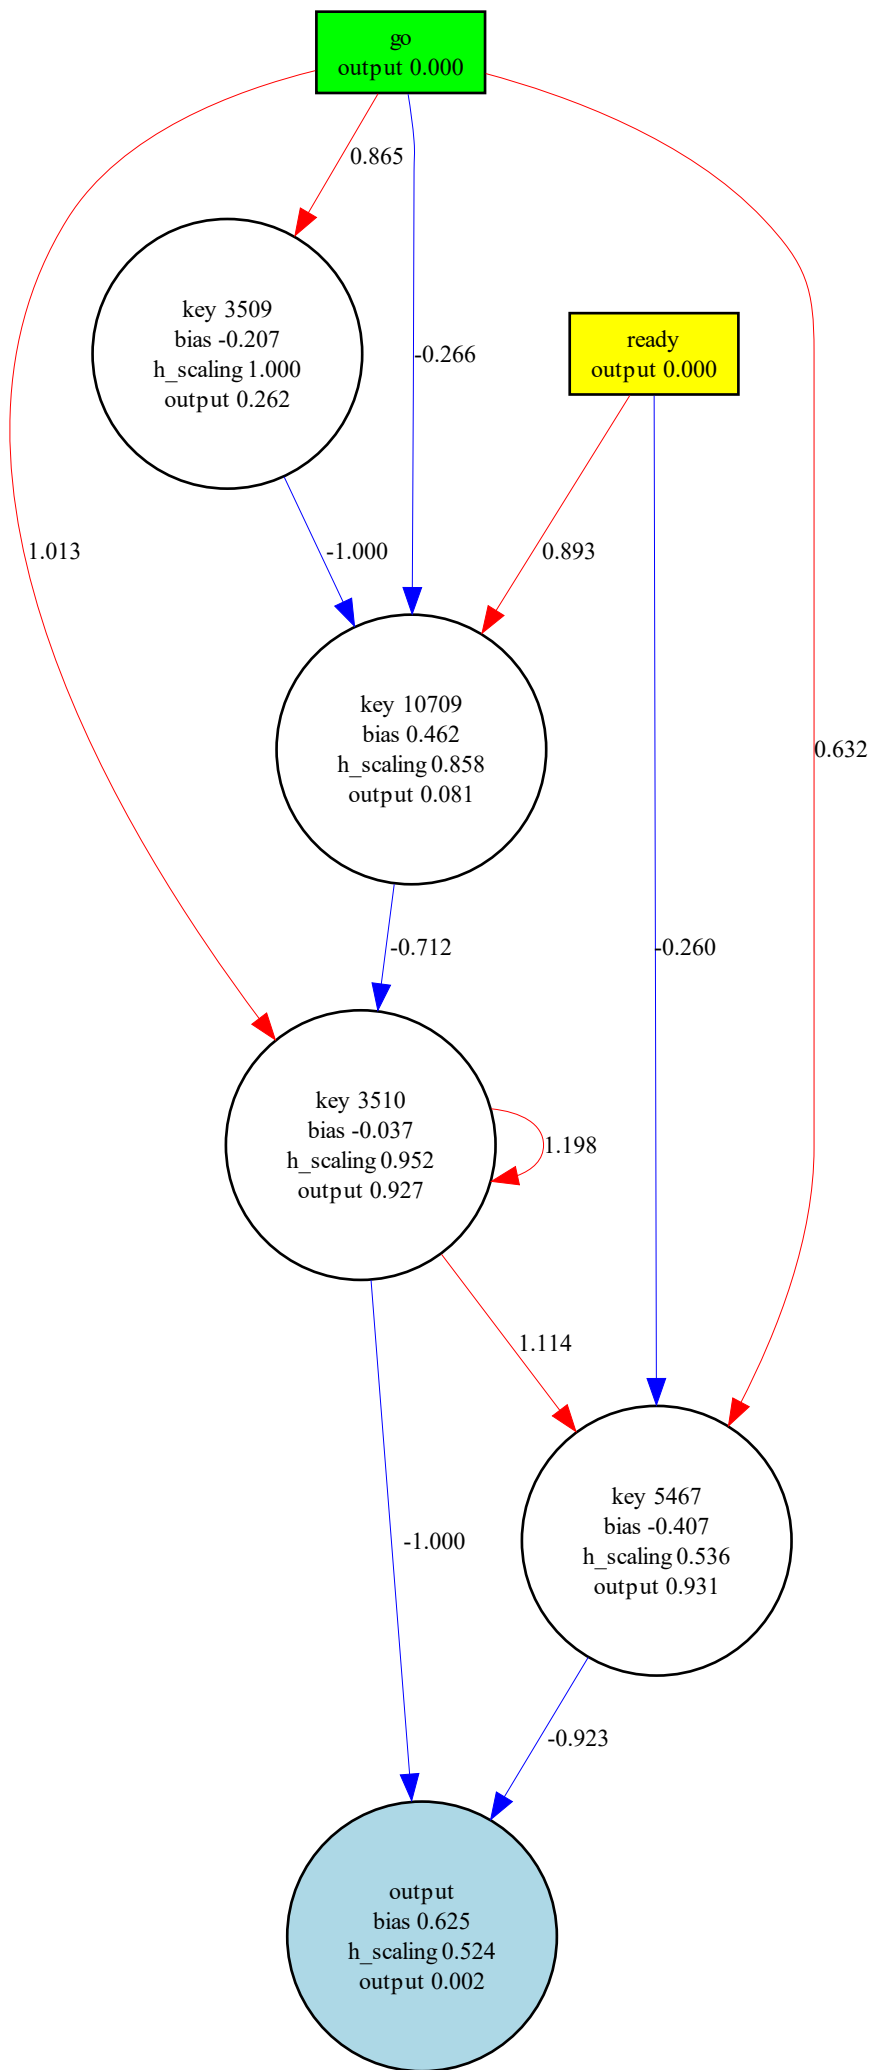 go
output 0.000
0.865
key 3509
bias -0.207
h_scaling 1.000
output 0.262
-0.266
ready
output 0.000
1.013
-1.000
0.893
key 10709
bias 0.462
h_scaling 0.858
output 0.081
0.632
-0.712
-0.260
key 3510
bias -0.037
h_scaling 0.952
output 0.927
1.198
1.114
key 5467
bias -0.407
h_scaling 0.536
output 0.931
-1.000
-0.923
output
bias 0.625
h_scaling 0.524
output 0.002